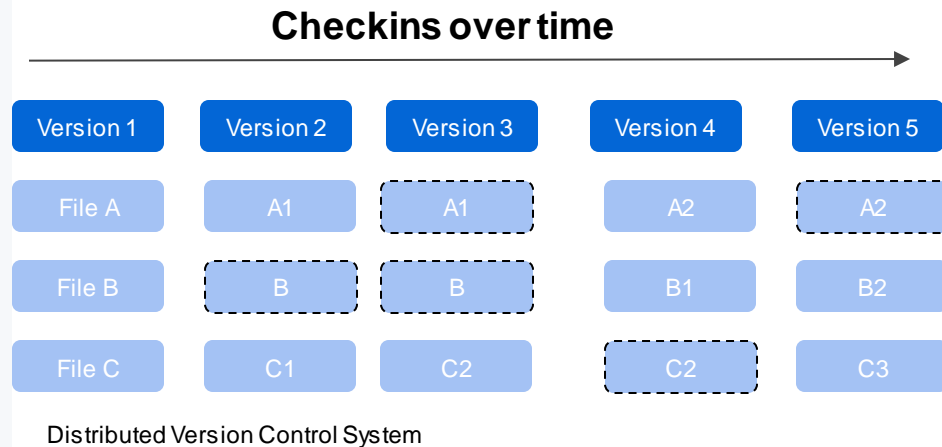 Checkins over time
Version 1 Version 2 Version 3 Version 4 Version 5
File A A1 A1 A2 A2
File B B B B1 B2
File C C1 C2 C2 C3
Distributed Version Control System